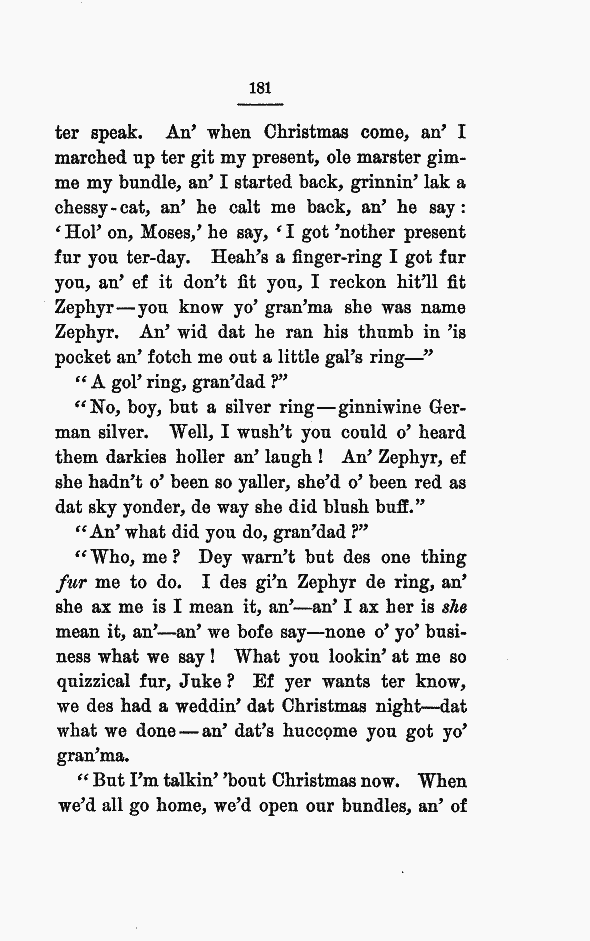 181
ter speak. An' when Christmas come, an' I
marched up ter git my present, ole marster gim-
me my bundle, an' I started back, grinnin' lak a
chessy-cat, an' he calt me back, an' he say:
‘Hol' on, Moses,' he say, ‘I got 'nother present
fur you ter-day. Heah's a finger-ring I got fur
you, an' ef it don't fit you, I reckon hit'll fit
Zephyr—you know yo' gran'ma she was name
Zephyr. An' wid dat he ran his thumb in 'is
pocket an' fotch me out a little gal's ring—”
“A gol' ring, gran'dad?”
“No, boy, but a silver ring—ginniwine Ger-
man silver. Well, I wush't you could o' heard
them darkies holler an' laugh! An' Zephyr, ef
she hadn't o' been so yaller, she'd o' been red as
dat sky yonder, de way she did blush buff.”
“An' what did you do, gran'dad?”
“Who, me? Dey warn't but des one thing
fur me to do. I des gi'n Zephyr de ring, an'
she ax me is I mean it, an'—an' I ax her is she
mean it, an'—an' we bofe say—none o' yo' busi-
ness what we say! What you lookin' at me so
quizzical fur, Juke? Ef yer wants ter know,
we des had a weddin' dat Christmas night—dat
what we done—an' dat's huccome you got yo'
gran'ma.
“But I'm talkin' 'bout Christmas now. When
we'd all go home, we'd open our bundles, an' of